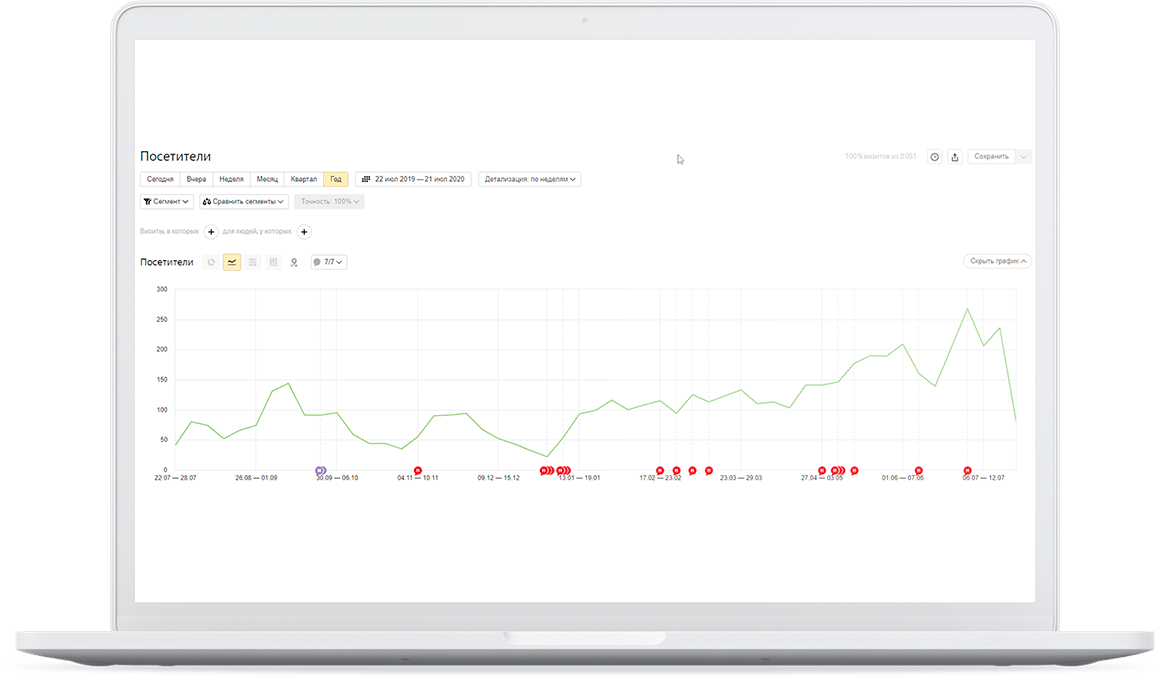 Посетители
100 % визитов из 8 051
Сохранить
Сегодня Вчера Неделя Месяц Квартал Год 22 июл 2019 — 21 июл 2020 Детализация: по неделям
Сегмент Сравнить сегменты Точность: 100%
Визиты, в которых + для людей, у которых +
Посетители 7/7 Скрыть график
300
250
200
150
100
50
0
22.07 — 28.07 26.08 — 01.09 30.09 — 06.10 04.11 — 10.11 09.12 — 15.12 13.01 — 19.01 17.02 — 23.02 23.03 — 29.03 27.04 — 03.05 01.06 — 07.06 06.07 — 12.07